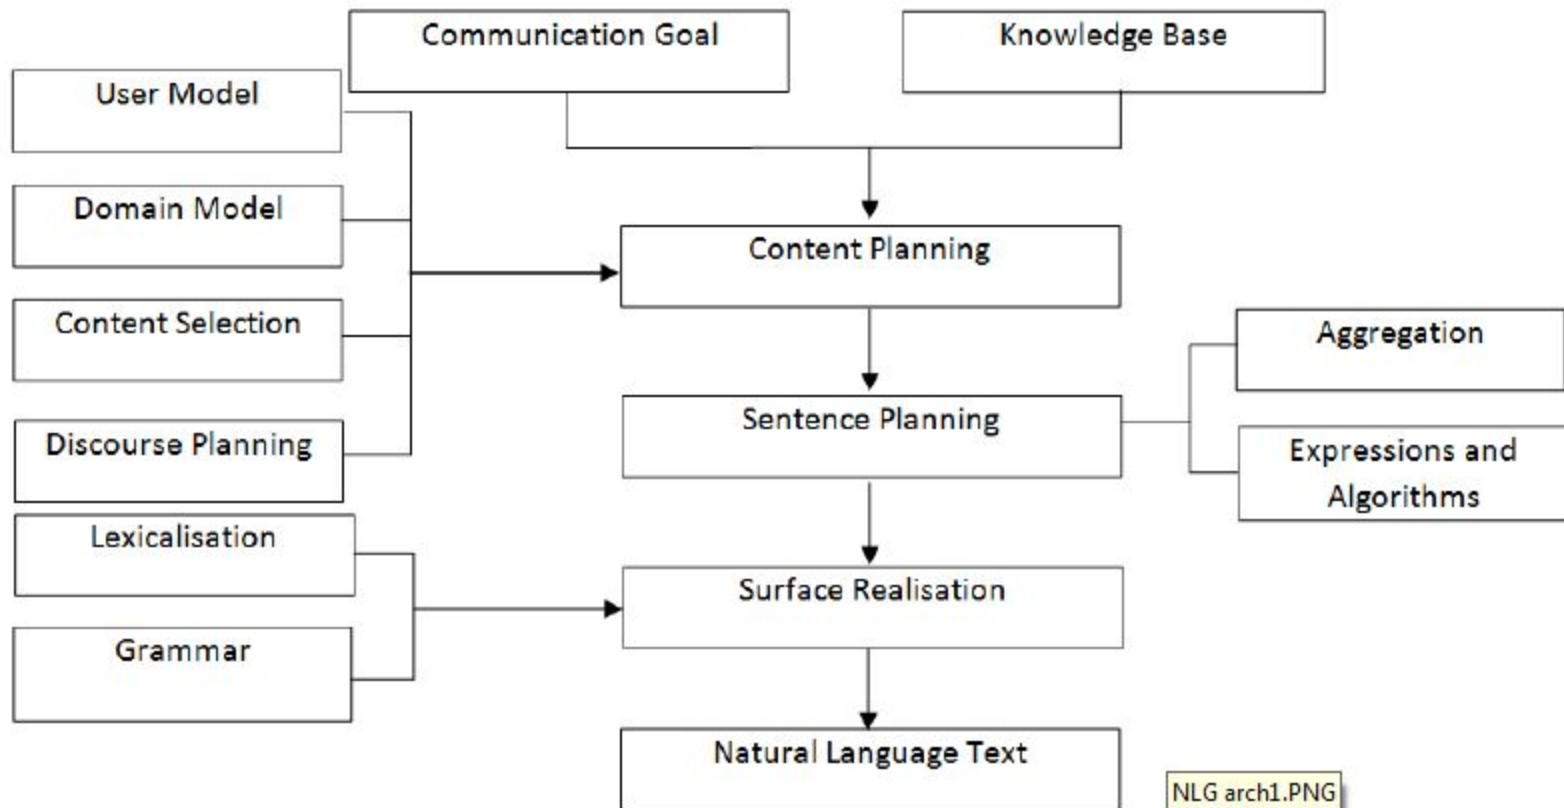 Communication Goal
Knowledge Base
User Model
Domain Model
Content Planning
Content Selection
Aggregation
Sentence Planning
Discourse Planning
Expressions and
Algorithms
Lexicalisation
Surface Realisation
Grammar
Natural Language Text
NLG arch1.PNG